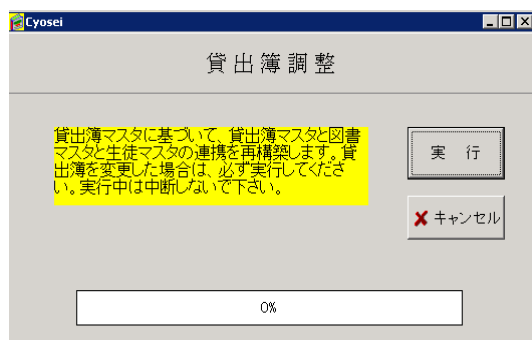 Cyosei
貸出簿調整
貸出簿マスタに基づいて、貸出簿マスタと図書
マスタと生徒マスタの連携を再構築します。貸
出簿を変更した場合は、必ず実行してくださ
い。実行中は中断しないで下さい。
実 行
キャンセル
0%